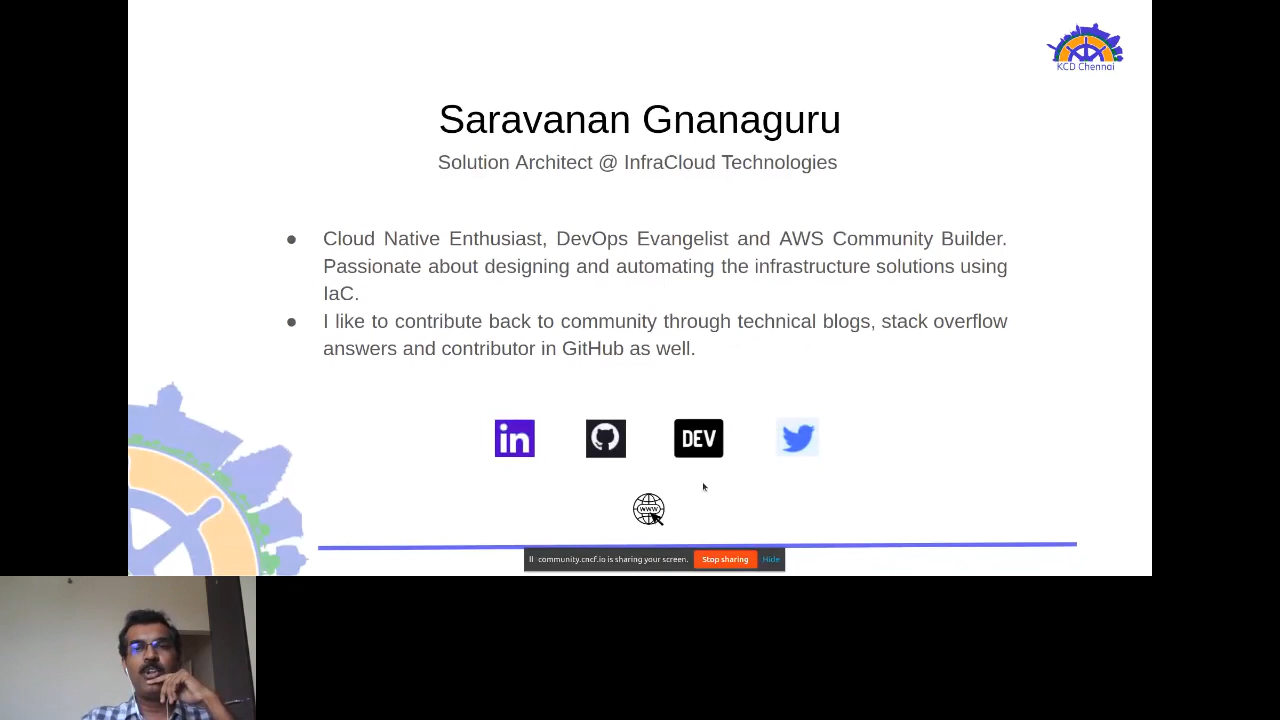 KCD Chennai
Saravanan Gnanaguru
Solution Architect @ InfraCloud Technologies
● Cloud Native Enthusiast, DevOps Evangelist and AWS Community Builder.
Passionate about designing and automating the infrastructure solutions using
IaC.
● I like to contribute back to community through technical blogs, stack overflow
answers and contributor in GitHub as well.
in
DEV
www
community.cncf.io is sharing your screen. Stop sharing Hide